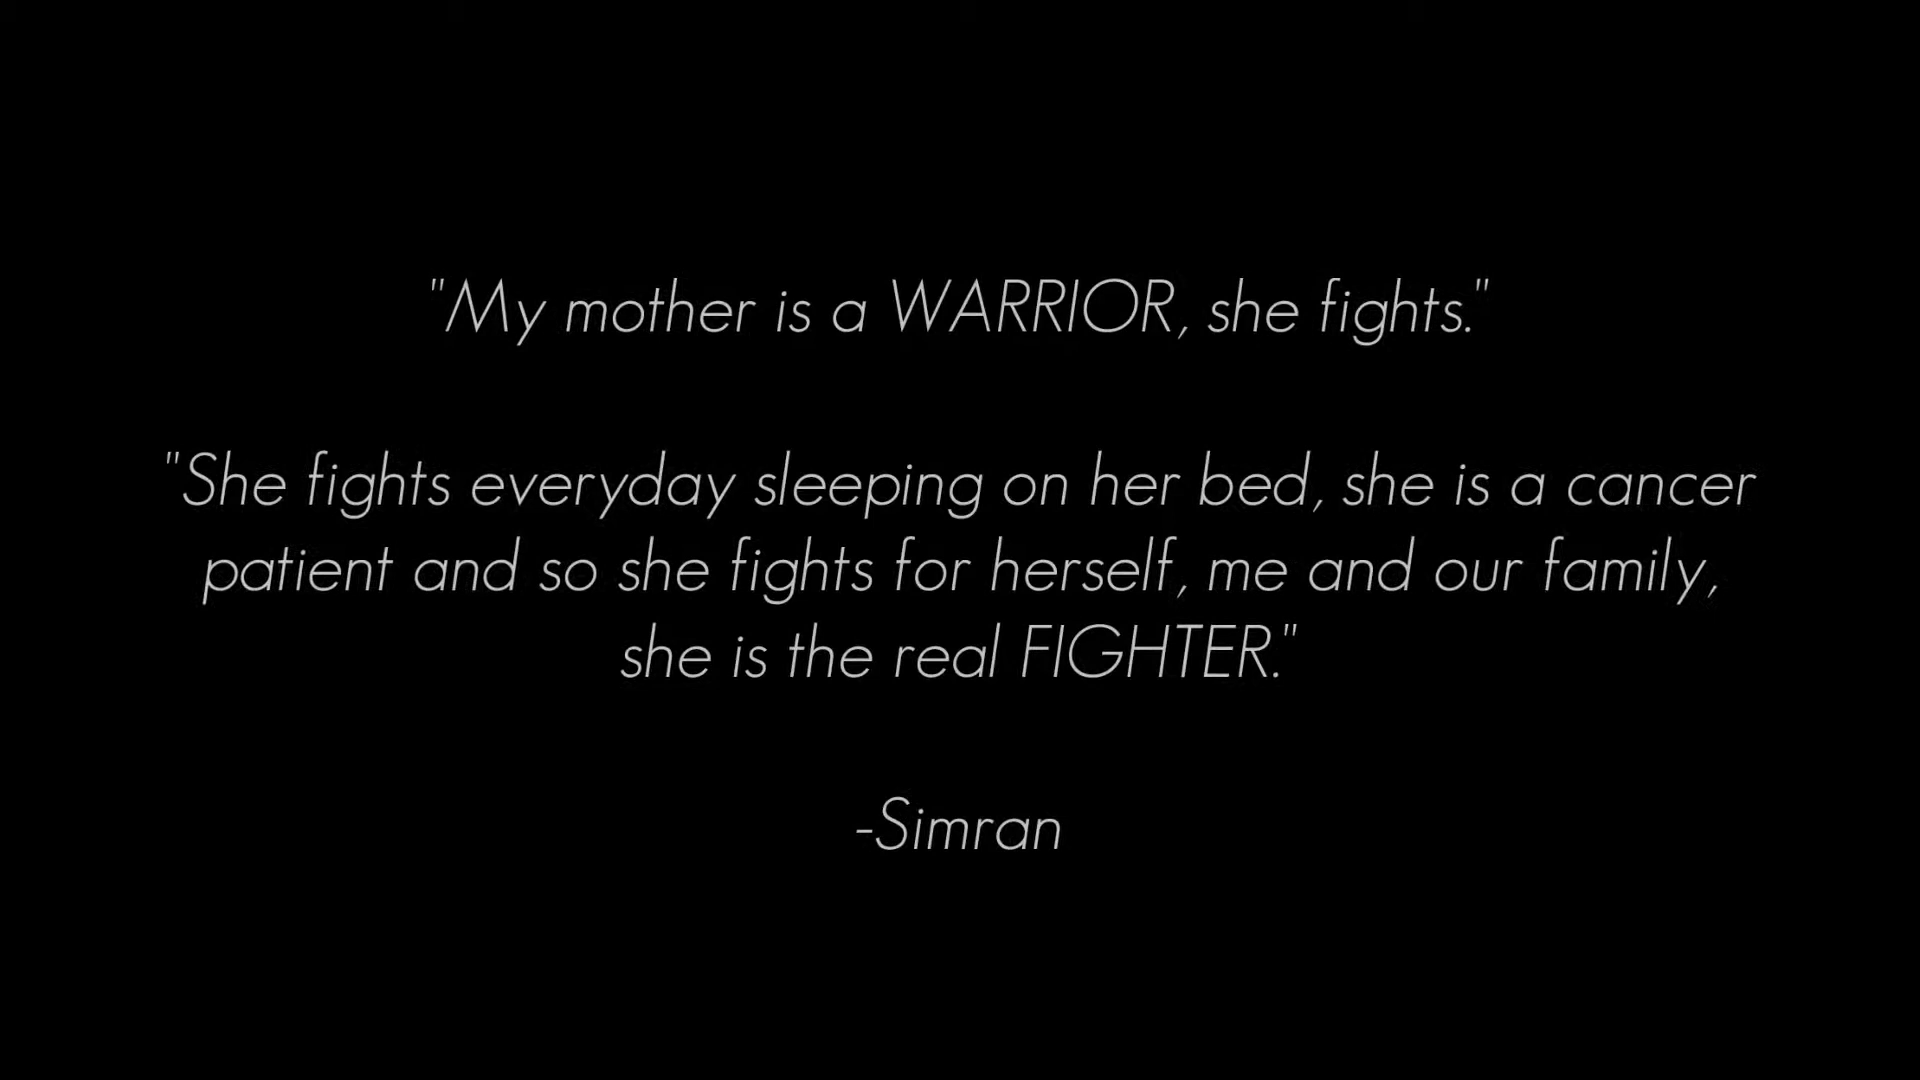 "My mother is a WARRIOR, she fights."
"She fights everyday sleeping on her bed, she is a cancer
patient and so she fights for herself, me and our family,
she is the real FIGHTER."
-Simran